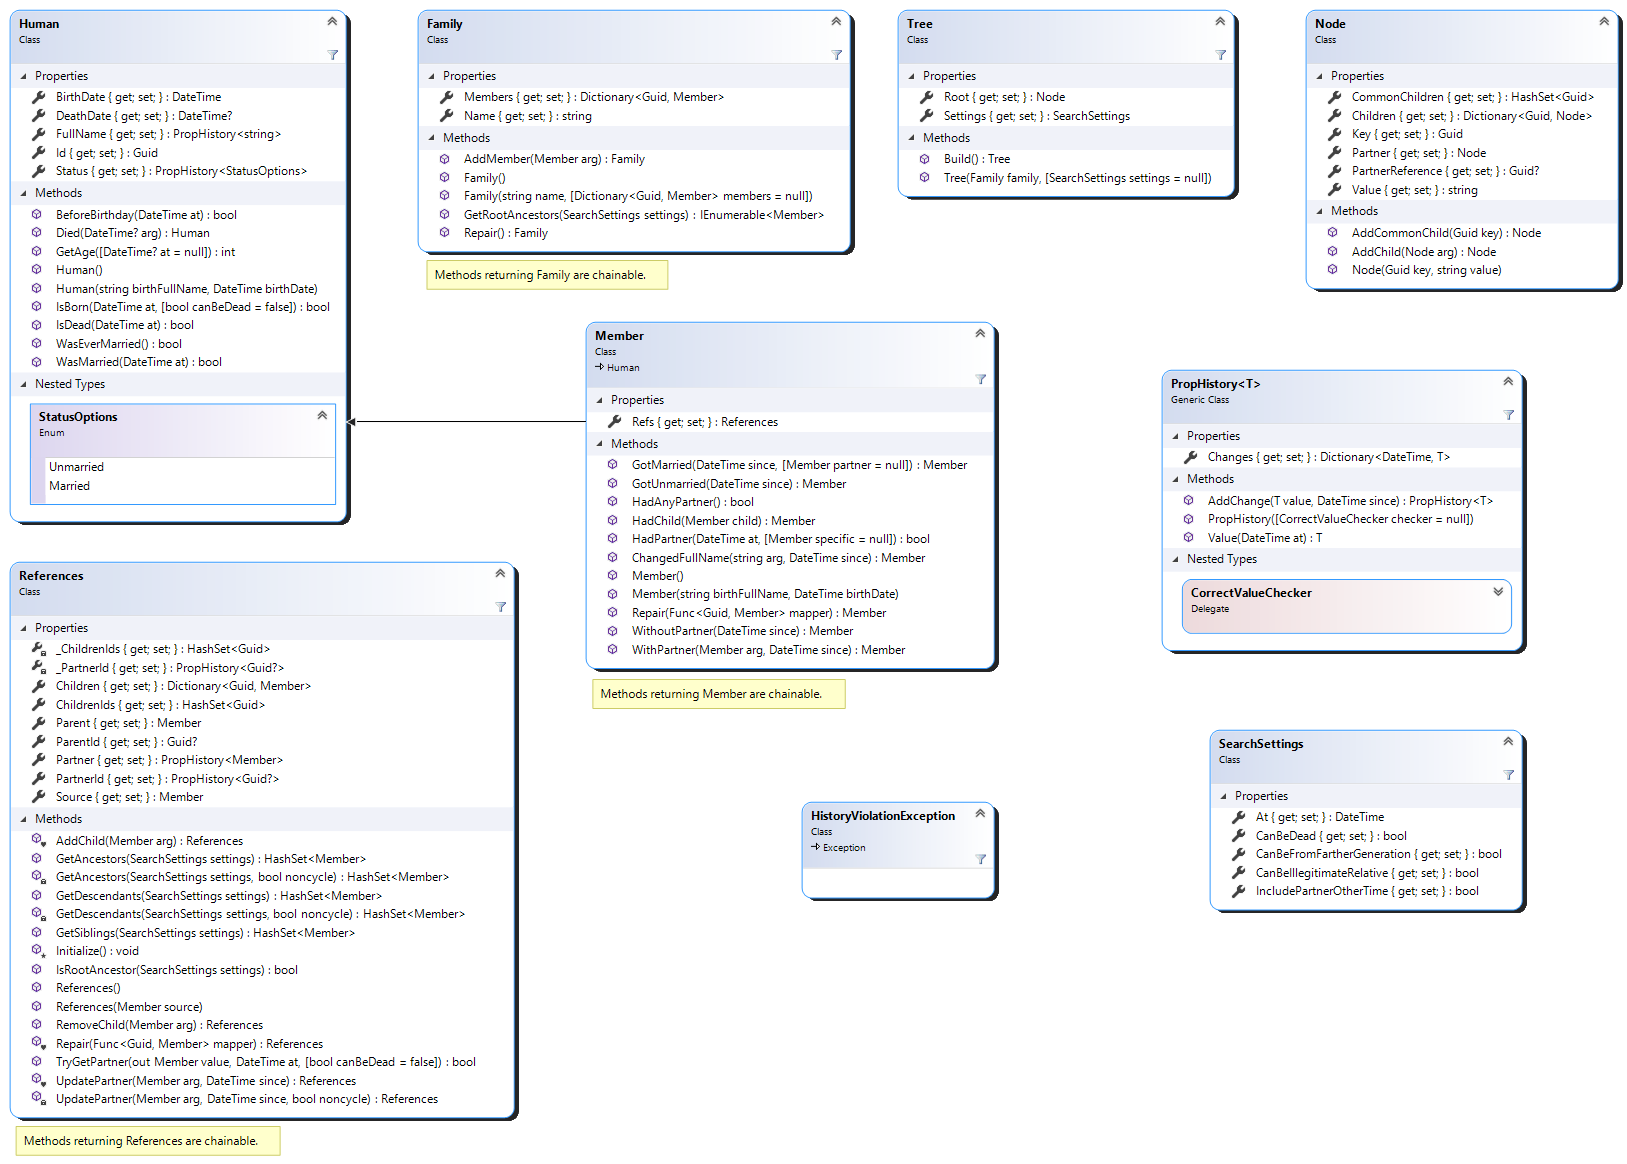 Human
Class
Properties
BirthDate { get; set; } : DateTime
DeathDate { get; set; } : DateTime?
FullName { get; set; } : PropHistory<string>
Id { get; set; } : Guid
Status { get; set; } : PropHistory<StatusOptions>
Methods
BeforeBirthday(DateTime at) : bool
Died(DateTime? arg) : Human
GetAge([DateTime? at = null]) : int
Human()
Human(string birthFullName, DateTime birthDate)
IsBorn(DateTime at, [bool canBeDead = false]) : bool
IsDead(DateTime at) : bool
WasEverMarried() : bool
WasMarried(DateTime at) : bool
Nested Types
StatusOptions
Enum
Unmarried
Married
Family
Class
Properties
Members { get; set; } : Dictionary<Guid, Member>
Name { get; set; } : string
Methods
AddMember(Member arg) : Family
Family()
Family(string name, [Dictionary<Guid, Member> members = null])
GetRootAncestors(SearchSettings settings) : IEnumerable<Member>
Repair() : Family
Methods returning Family are chainable.
Tree
Class
Properties
Root { get; set; } : Node
Settings { get; set; } : SearchSettings
Methods
Build() : Tree
Tree(Family family, [SearchSettings settings = null])
Node
Class
Properties
CommonChildren { get; set; } : HashSet<Guid>
Children { get; set; } : Dictionary<Guid, Node>
Key { get; set; } : Guid
Partner { get; set; } : Node
PartnerReference { get; set; } : Guid?
Value { get; set; } : string
Methods
AddCommonChild(Guid key) : Node
AddChild(Node arg) : Node
Node(Guid key, string value)
Member
Class
Human
Properties
Refs { get; set; } : References
Methods
GotMarried(DateTime since, [Member partner = null]) : Member
GotUnmarried(DateTime since) : Member
HadAnyPartner() : bool
HadChild(Member child) : Member
HadPartner(DateTime at, [Member specific = null]) : bool
ChangedFullName(string arg, DateTime since) : Member
Member()
Member(string birthFullName, DateTime birthDate)
Repair(Func<Guid, Member> mapper) : Member
WithoutPartner(DateTime since) : Member
WithPartner(Member arg, DateTime since) : Member
Methods returning Member are chainable.
PropHistory<T>
Generic Class
Properties
Changes { get; set; } : Dictionary<DateTime, T>
Methods
AddChange(T value, DateTime since) : PropHistory<T>
PropHistory([CorrectValueChecker checker = null])
Value(DateTime at) : T
Nested Types
CorrectValueChecker
Delegate
References
Class
Properties
_ChildrenIds { get; set; } : HashSet<Guid>
_PartnerId { get; set; } : PropHistory<Guid?>
Children { get; set; } : Dictionary<Guid, Member>
ChildrenIds { get; set; } : HashSet<Guid>
Parent { get; set; } : Member
ParentId { get; set; } : Guid?
Partner { get; set; } : PropHistory<Member>
PartnerId { get; set; } : PropHistory<Guid?>
Source { get; set; } : Member
Methods
AddChild(Member arg) : References
GetAncestors(SearchSettings settings) : HashSet<Member>
GetAncestors(SearchSettings settings, bool noncycle) : HashSet<Member>
GetDescendants(SearchSettings settings) : HashSet<Member>
GetDescendants(SearchSettings settings, bool noncycle) : HashSet<Member>
GetSiblings(SearchSettings settings) : HashSet<Member>
Initialize() : void
IsRootAncestor(SearchSettings settings) : bool
References()
References(Member source)
RemoveChild(Member arg) : References
Repair(Func<Guid, Member> mapper) : References
TryGetPartner(out Member value, DateTime at, [bool canBeDead = false]) : bool
UpdatePartner(Member arg, DateTime since) : References
UpdatePartner(Member arg, DateTime since, bool noncycle) : References
Methods returning References are chainable.
HistoryViolationException
Class
Exception
SearchSettings
Class
Properties
At { get; set; } : DateTime
CanBeDead { get; set; } : bool
CanBeFromFartherGeneration { get; set; } : bool
CanBeIllegitimateRelative { get; set; } : bool
IncludePartnerOtherTime { get; set; } : bool